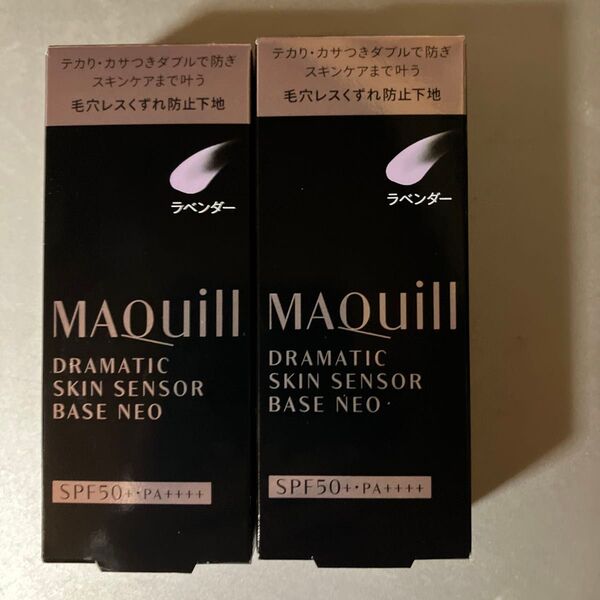 テカり・カサつきダブルで防ぎ
スキンケアまで叶う
毛穴レスくずれ防止下地
ラベンダー
MAQuill
DRAMATIC
SKIN SENSOR
BASE NEO
SPF50+・PA++++
テカり・カサつきダブルで防ぎ
スキンケアまで叶う
毛穴レスくずれ防止下地
ラベンダー
MAQuill
DRAMATIC
SKIN SENSOR
BASE NEO
SPF50+・PA++++